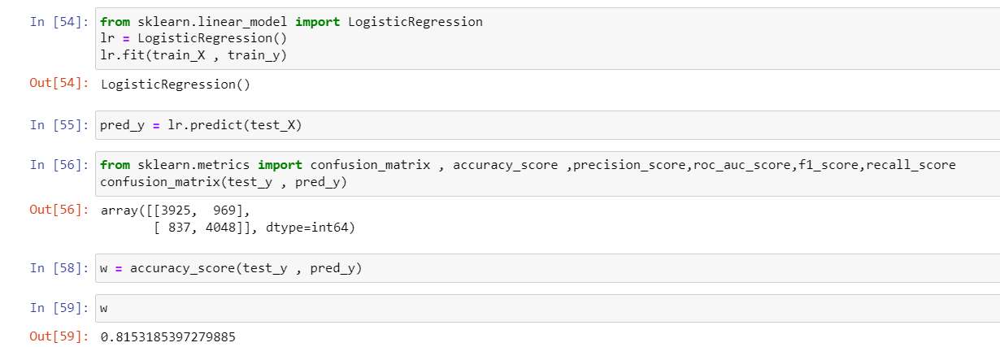 In [54]: from sklearn.linear_model import LogisticRegression
lr = LogisticRegression()
lr.fit(train_X , train_y)
Out[54]: LogisticRegression()
In [55]: pred_y = lr.predict(test_X)
In [56]: from sklearn.metrics import confusion_matrix , accuracy_score ,precision_score,roc_auc_score,f1_score,recall_score
confusion_matrix(test_y , pred_y)
Out[56]: array([[3925,  969],
       [ 837, 4048]], dtype=int64)
In [58]: w = accuracy_score(test_y , pred_y)
In [59]: w
Out[59]: 0.8153185397279885